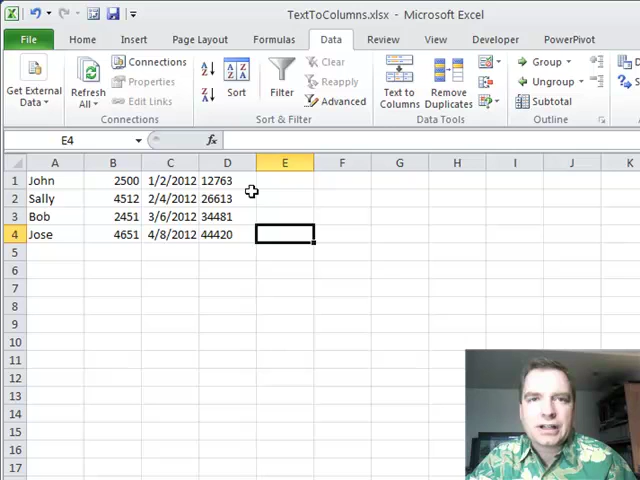 TextToColumns.xlsx - Microsoft Excel
File Home Insert Page Layout Formulas Data Review View Developer PowerPivot
Get External Data
Refresh All
Connections
Properties
Edit Links
Connections
Sort
Filter
Clear
Reapply
Advanced
Sort & Filter
Text to Columns
Remove Duplicates
Data Tools
Group
Ungroup
Subtotal
Outline
E4 fx
A B C D E F G H I J K
1 John 2500 1/2/2012 12763
2 Sally 4512 2/4/2012 26613
3 Bob 2451 3/6/2012 34481
4 Jose 4651 4/8/2012 44420
5
6
7
8
9
10
11
12
13
14
15
16
17